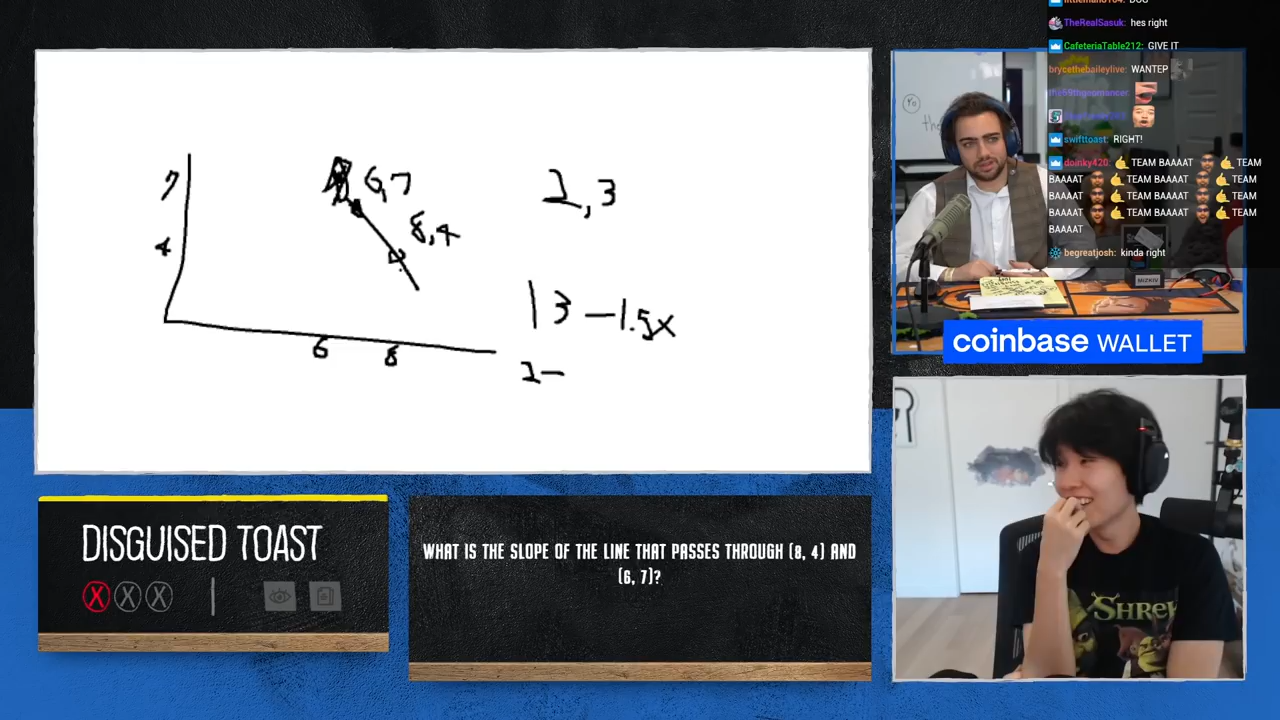 7
4
6
8
6,7
8,4
2,3
13 -1.5x
2-
DISGUISED TOAST
X X X
WHAT IS THE SLOPE OF THE LINE THAT PASSES THROUGH (8, 4) AND
(6, 7)?
TheRealSasuk: hes right
CafeteriaTable212: GIVE IT
brycethebaileylive: WANTEP
swifttoast: RIGHT!
doinky420: TEAM BAAAAT TEAM
BAAAAT TEAM BAAAAT TEAM
BAAAAT TEAM BAAAAT TEAM
BAAAAT TEAM BAAAAT TEAM
BAAAAT
begreatjosh: kinda right
the
MIZKIF
coinbase WALLET
SHREK